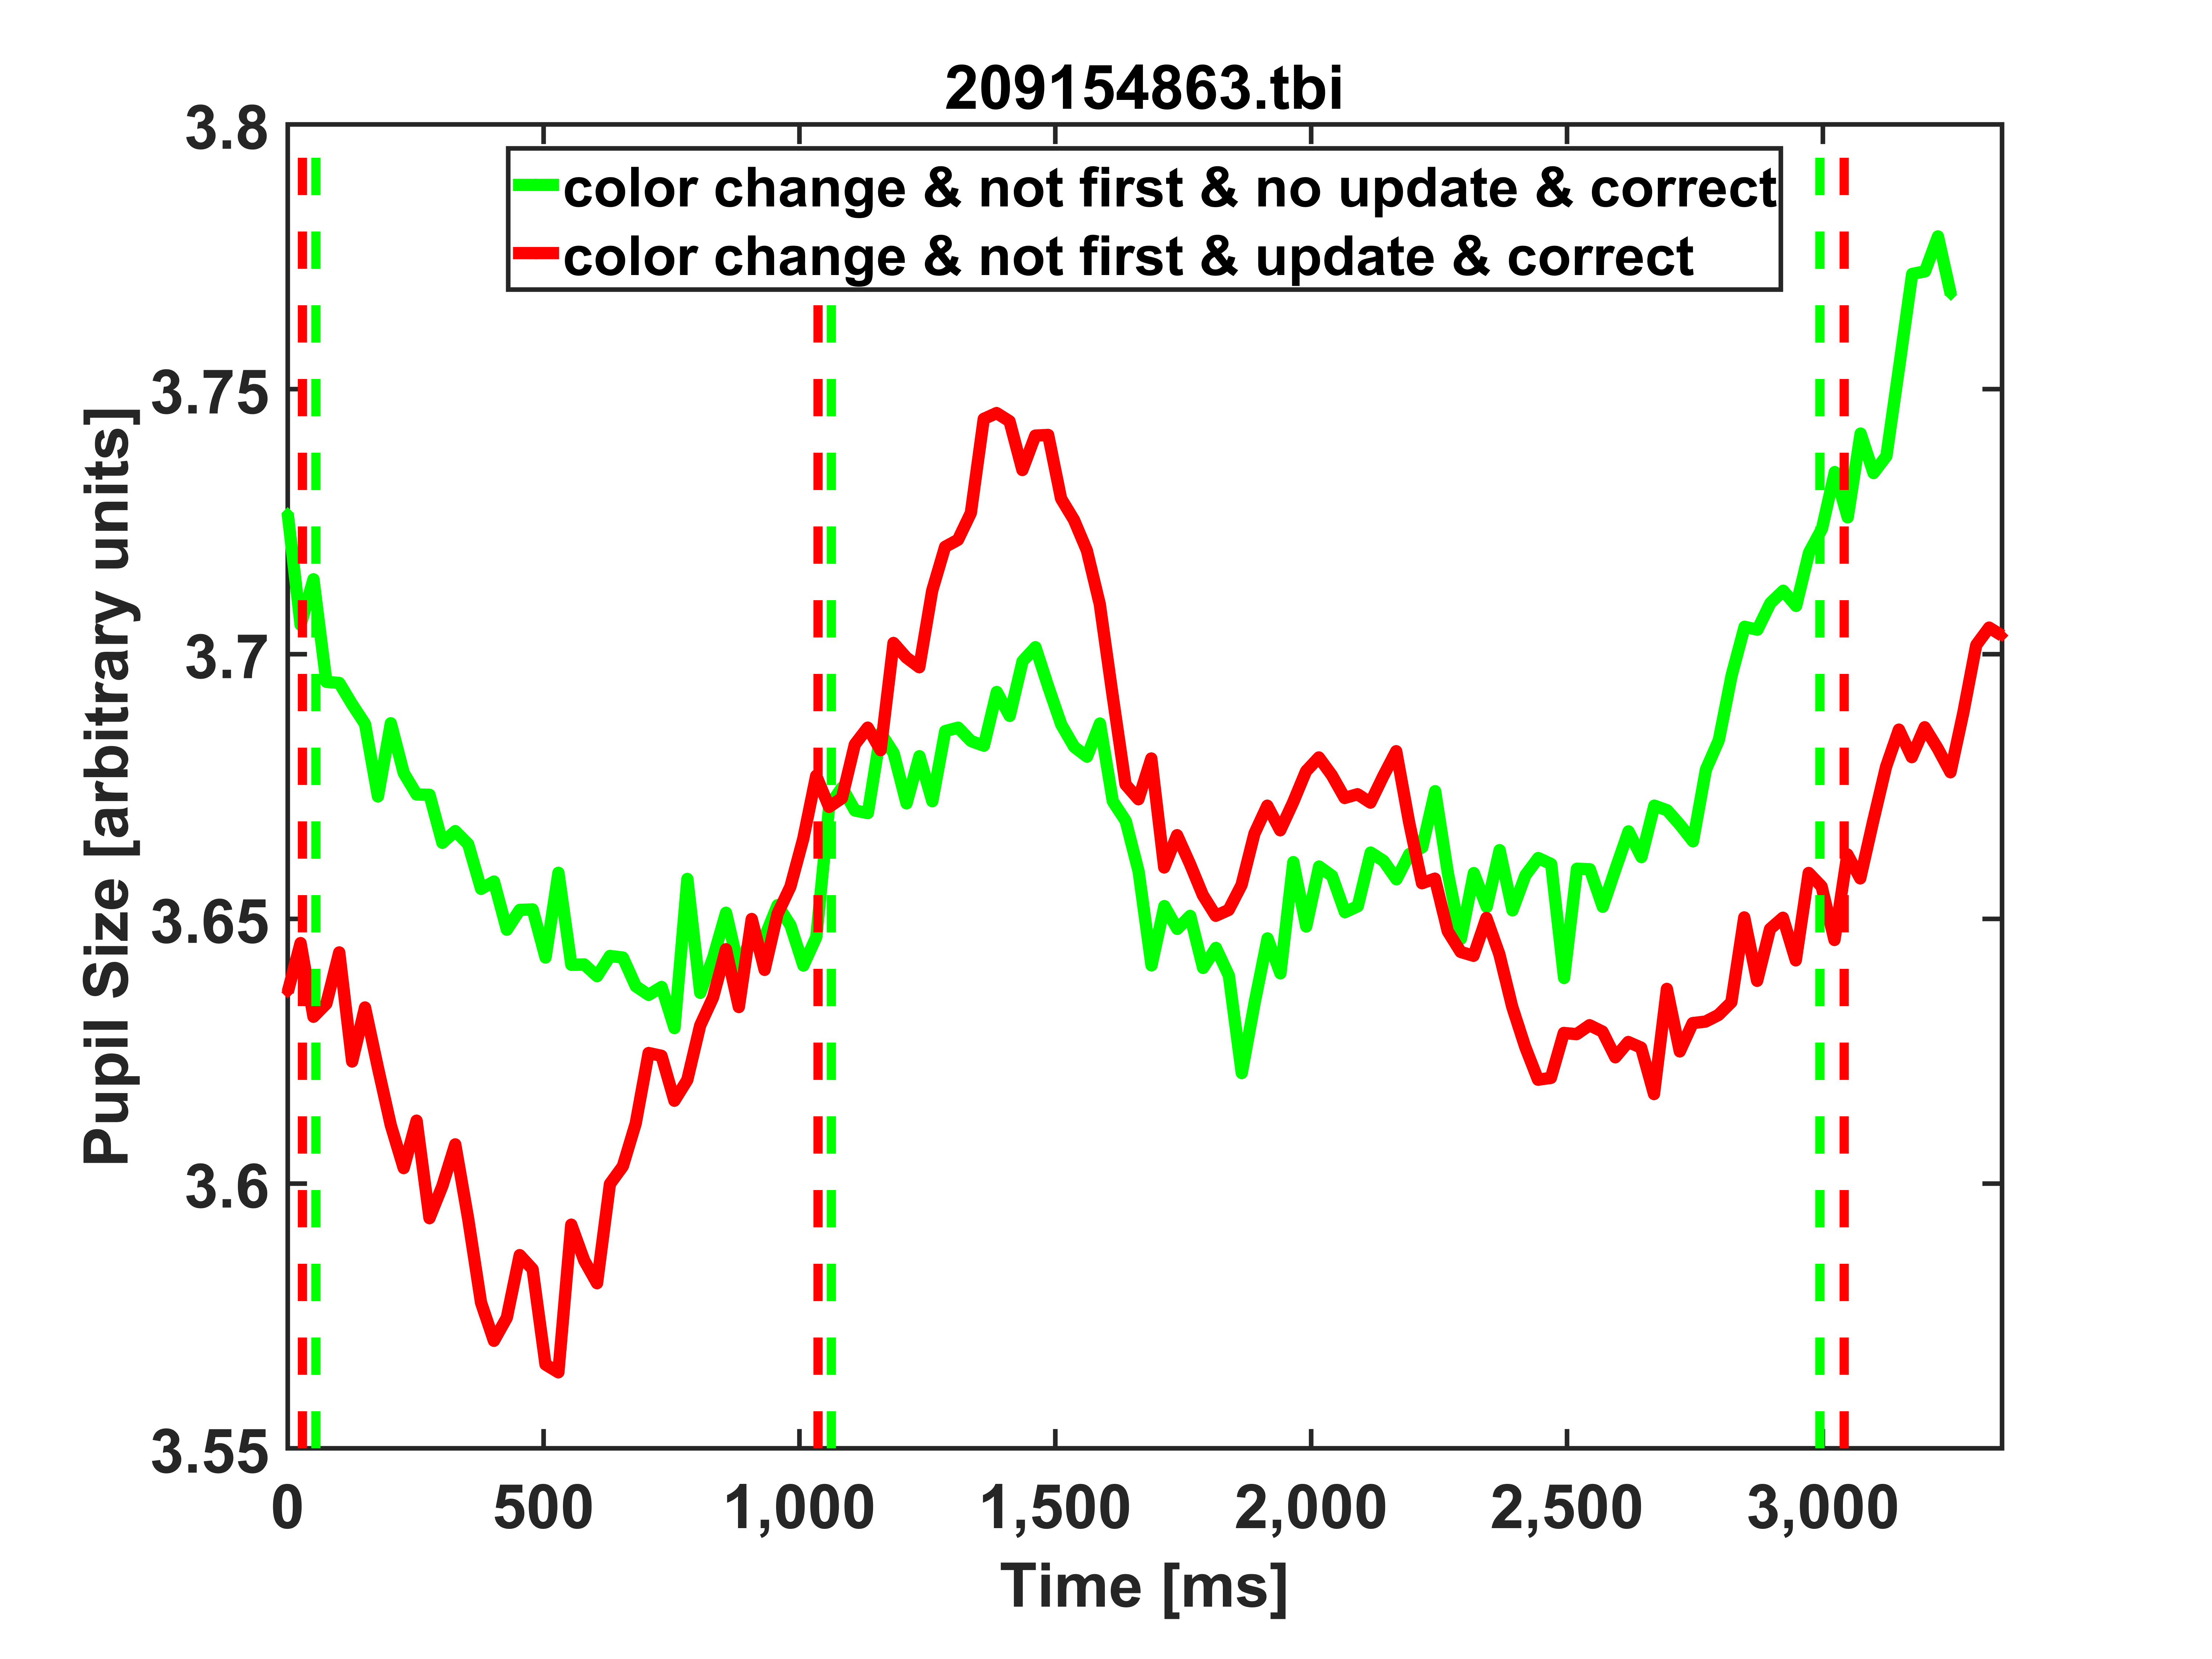 209154863.tbi
color change & not first & no update & correct
color change & not first & update & correct
3.8
3.75
3.7
3.65
3.6
3.55
Pupil Size [arbitrary units]
0 500 1,000 1,500 2,000 2,500 3,000
Time [ms]